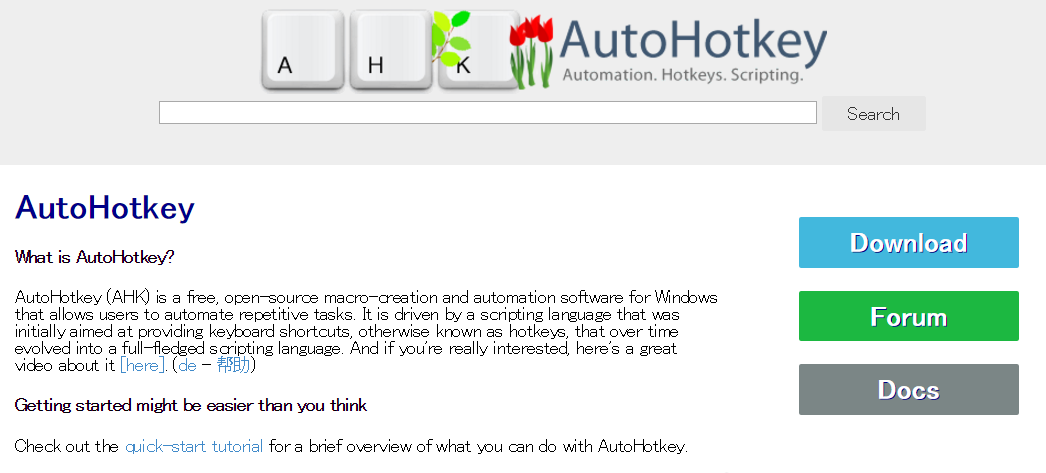 A H K AutoHotkey
Automation. Hotkeys. Scripting.
Search
AutoHotkey
What is AutoHotkey?
AutoHotkey (AHK) is a free, open-source macro-creation and automation software for Windows
that allows users to automate repetitive tasks. It is driven by a scripting language that was
initially aimed at providing keyboard shortcuts, otherwise known as hotkeys, that over time
evolved into a full-fledged scripting language. And if you're really interested, here's a great
video about it [here]. (de - 帮助)
Getting started might be easier than you think
Check out the quick-start tutorial for a brief overview of what you can do with AutoHotkey.
Download
Forum
Docs